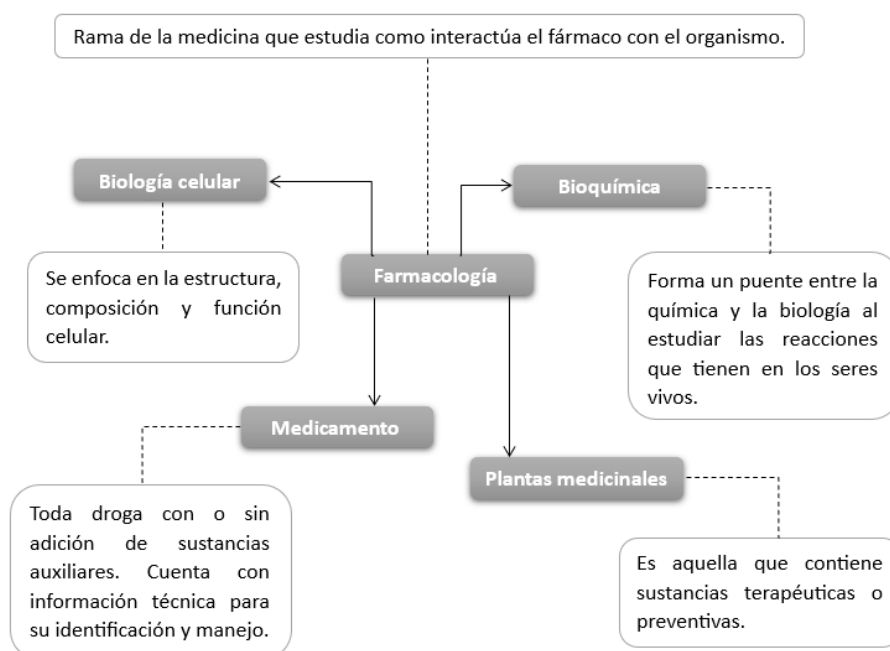 Rama de la medicina que estudia como interactúa el fármaco con el organismo.
Biología celular
Bioquímica
Se enfoca en la estructura,
composición y función
celular.
Farmacología
Forma un puente entre la
química y la biología al
estudiar las reacciones
que tienen en los seres
vivos.
Medicamento
Plantas medicinales
Toda droga con o sin
adición de sustancias
auxiliares. Cuenta con
información técnica para
su identificación y manejo.
Es aquella que contiene
sustancias terapéuticas o
preventivas.